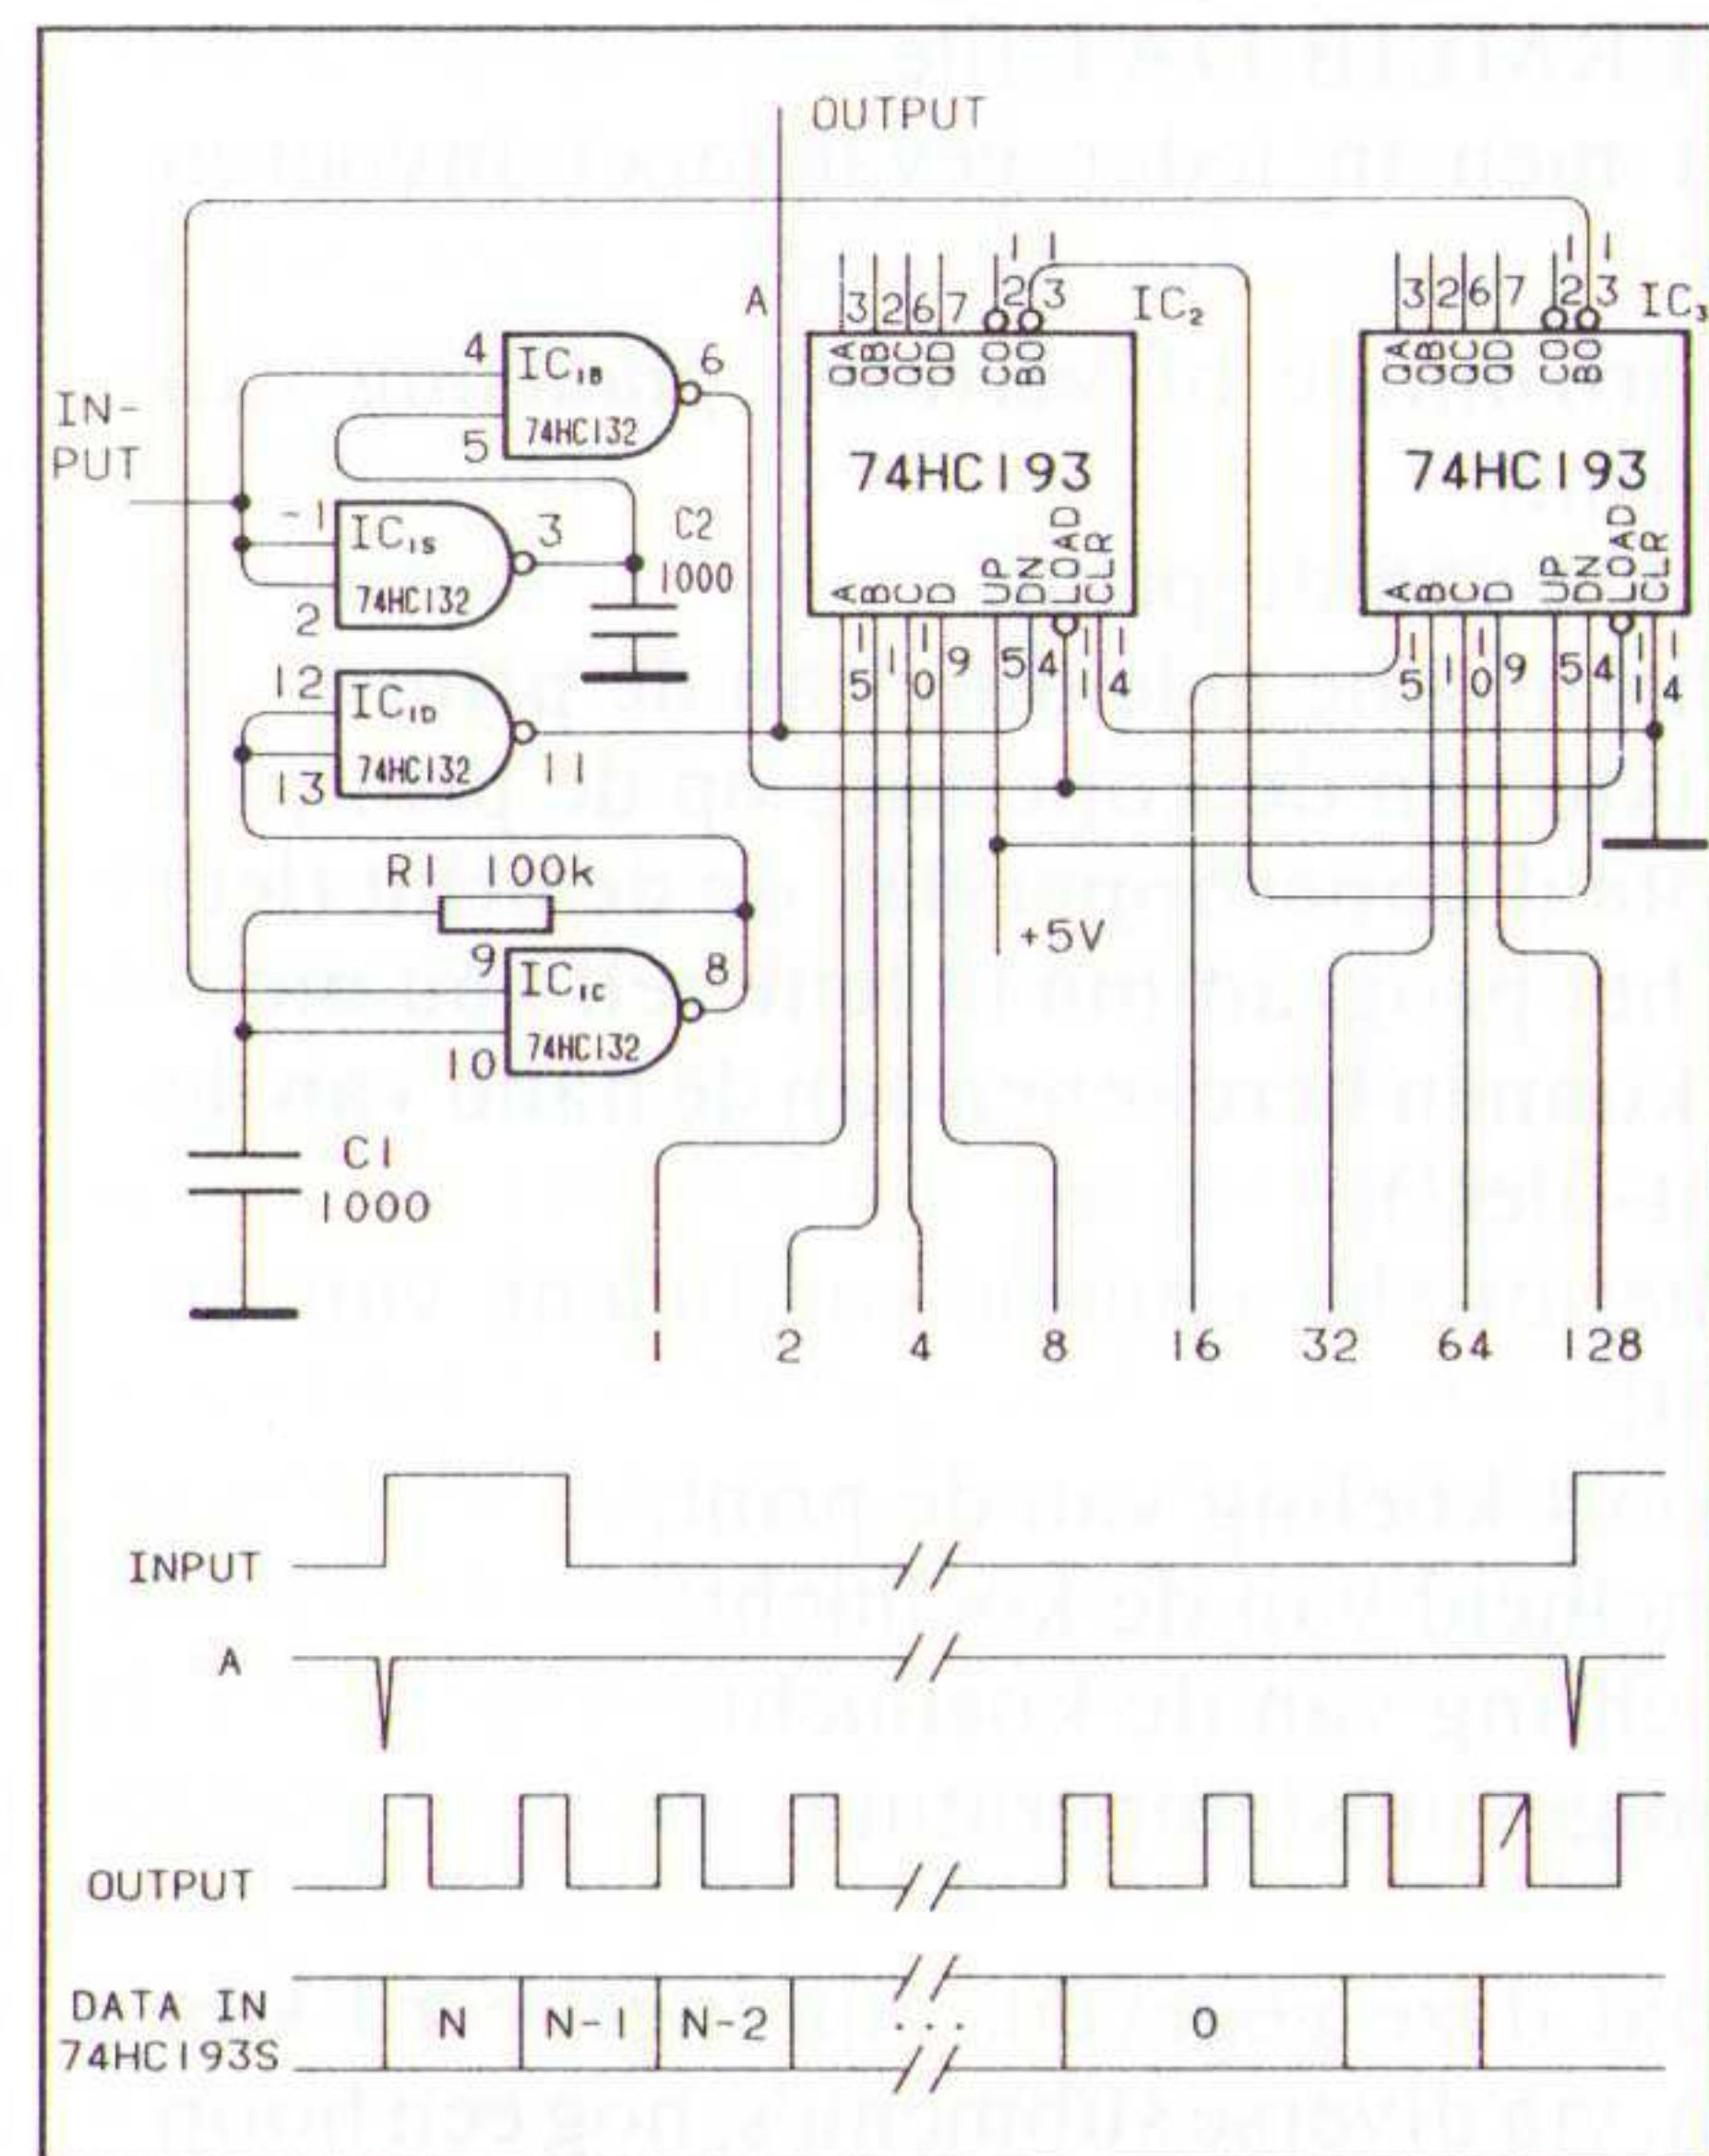 OUTPUT
A
IN-
PUT
4
IC1B
6
5
74HC132
-1
IC1S
3
2
74HC132
C2
1000
12
IC1D
13
74HC132
11
R1 100k
9
IC1C
8
10
74HC132
C1
1000
3 2 6 7 12 13
IC2
QA QB QC QD CO BO
74HC193
A B C D UP DN LOAD CLR
15 1 10 9 5 4 11 14
3 2 6 7 12 13
IC3
QA QB QC QD CO BO
74HC193
A B C D UP DN LOAD CLR
15 1 10 9 5 4 11 14
+5V
1 2 4 8 16 32 64 128
INPUT
A
OUTPUT
DATA IN
74HC193S
N N-1 N-2 ... 0